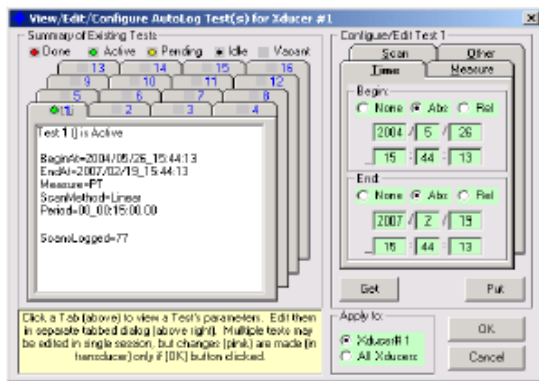 View/Edit/Configure AutoLog Test(s) for Xducer #1
Summary of Existing Tests
Done Active Pending Idle Vacant
13 14 15 16
9 10 11 12
5 6 7 8
1 2 3 4
Test 1 () is Active
BeginAt=2004/05/26_15:44:13
EndAt=2007/02/19_15:44:13
Measure=PT
ScanMethod=Linear
Period=00_00:15:00.00
ScansLogged=77
Click a Tab (above) to view a Test's parameters. Edit them
in separate tabbed dialog (above right). Multiple tests may
be edited in single session, but changes (pink) are made (in
transducer) only if [OK] button clicked.
Configure/Edit Test 1
Scan Other
Time Measure
Begin:
None Abs Rel
2004 / 5 / 26
_ 15 : 44 : 13
End:
None Abs Rel
2007 / 2 / 19
_ 15 : 44 : 13
Get Put
Apply to:
Xducer# 1
All Xducers
OK
Cancel